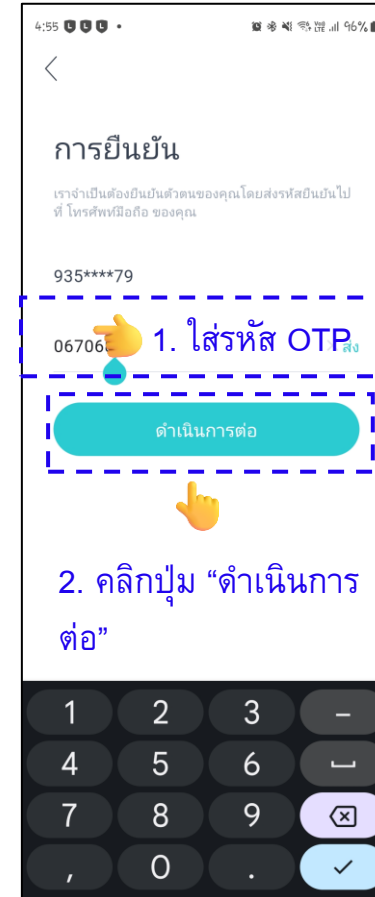 4:55 96%
การยืนยัน
เราจำเป็นต้องยืนยันตัวตนของคุณโดยส่งรหัสยืนยันไป
ที่ โทรศัพท์มือถือ ของคุณ
935****79
06706
1. ใส่รหัส OTP
ส่ง
ดำเนินการต่อ
2. คลิกปุ่ม “ดำเนินการ
ต่อ”
1 2 3 –
4 5 6
7 8 9
, 0 .